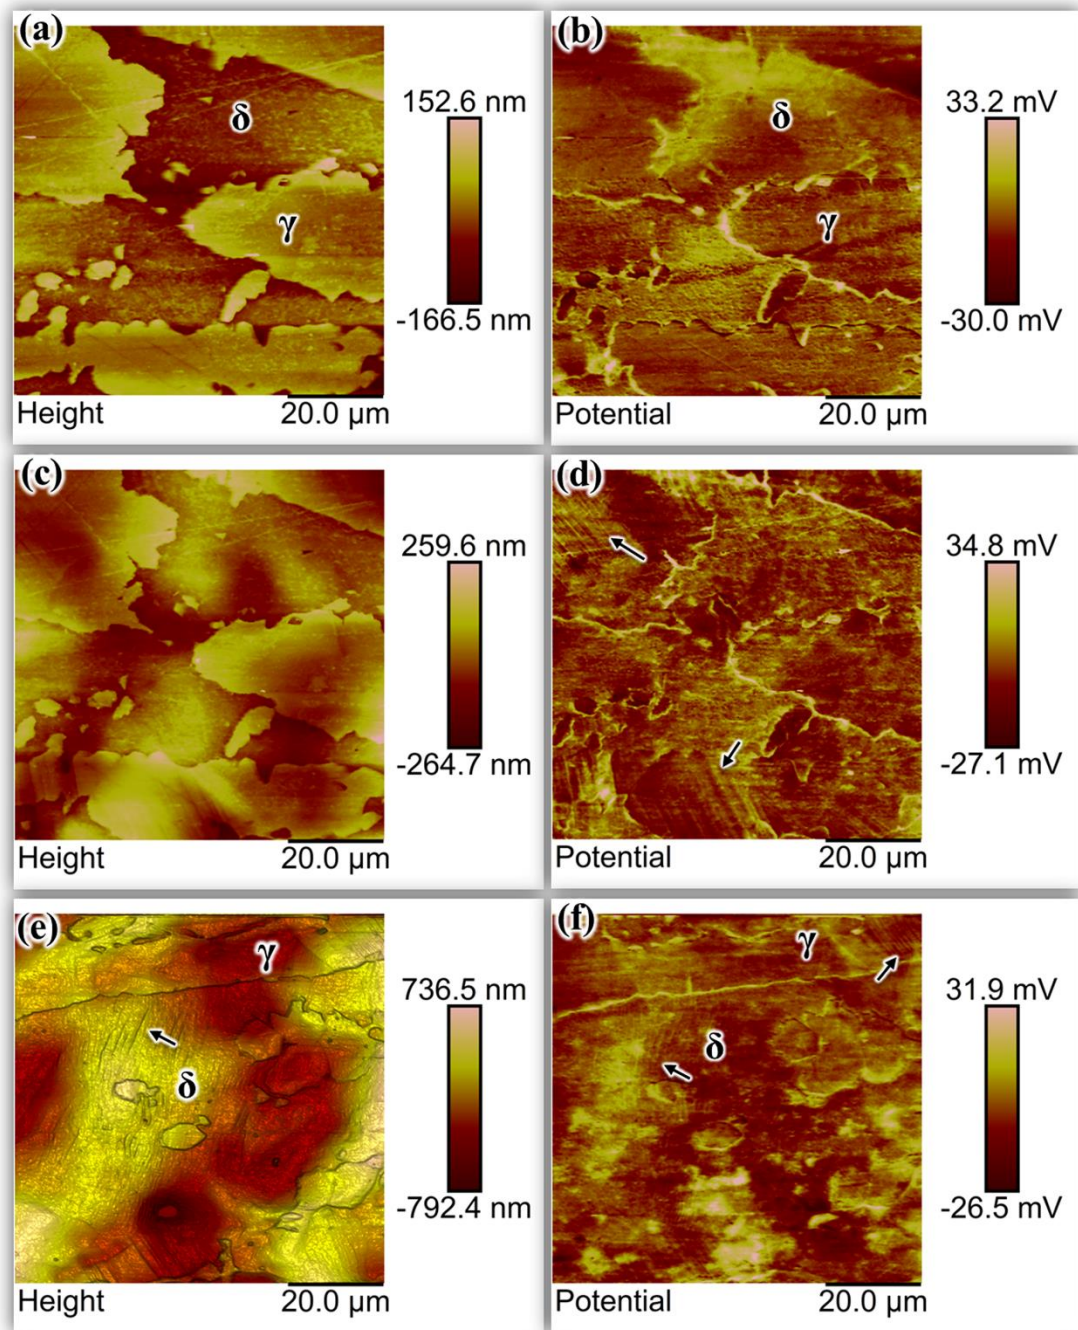 (a)
δ
γ
152.6 nm
-166.5 nm
Height
20.0 µm
(b)
δ
γ
33.2 mV
-30.0 mV
Potential
20.0 µm
(c)
259.6 nm
-264.7 nm
Height
20.0 µm
(d)
34.8 mV
-27.1 mV
Potential
20.0 µm
(e)
γ
δ
736.5 nm
-792.4 nm
Height
20.0 µm
(f)
γ
δ
31.9 mV
-26.5 mV
Potential
20.0 µm